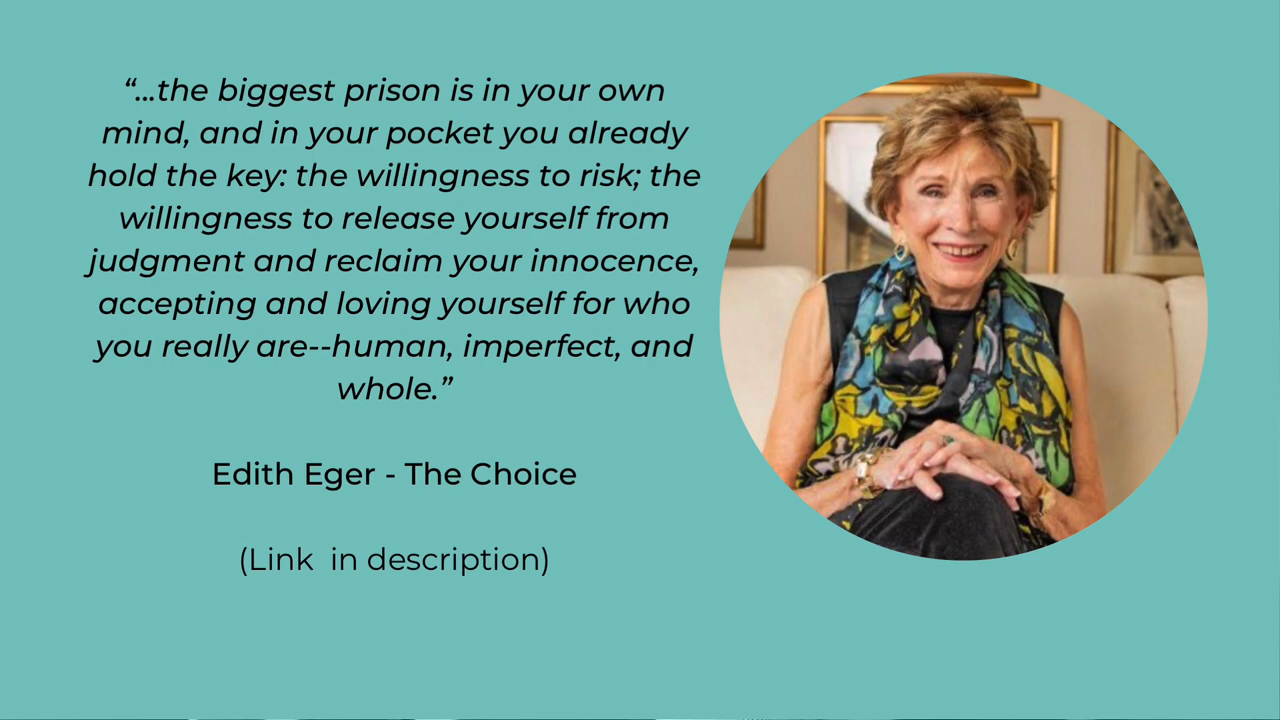 “...the biggest prison is in your own
mind, and in your pocket you already
hold the key: the willingness to risk; the
willingness to release yourself from
judgment and reclaim your innocence,
accepting and loving yourself for who
you really are--human, imperfect, and
whole.”
Edith Eger - The Choice
(Link  in description)